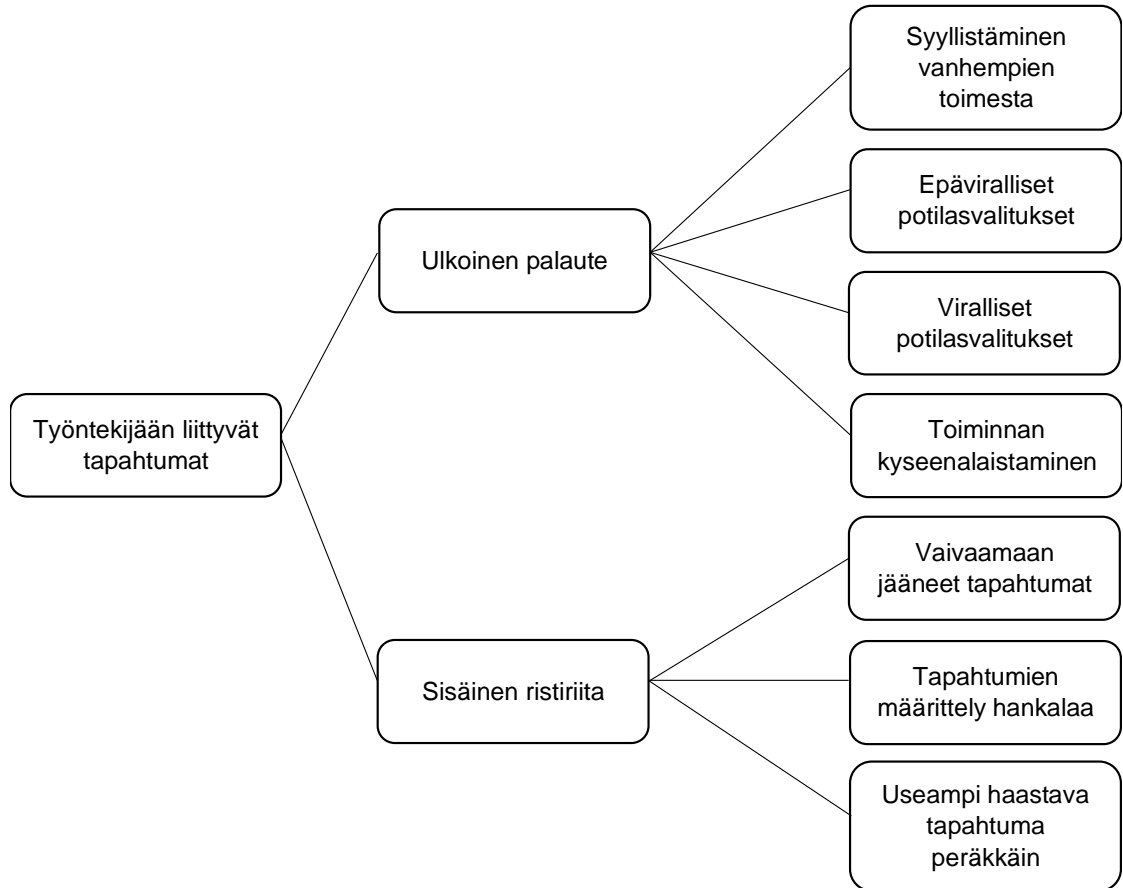 Työntekijään liittyvät
tapahtumat
Ulkoinen palaute
Syyllistäminen
vanhempien
toimesta
Epäviralliset
potilasvalitukset
Viralliset
potilasvalitukset
Toiminnan
kyseenalaistaminen
Sisäinen ristiriita
Vaivaamaan
jääneet tapahtumat
Tapahtumien
määrittely hankalaa
Useampi haastava
tapahtuma
peräkkäin